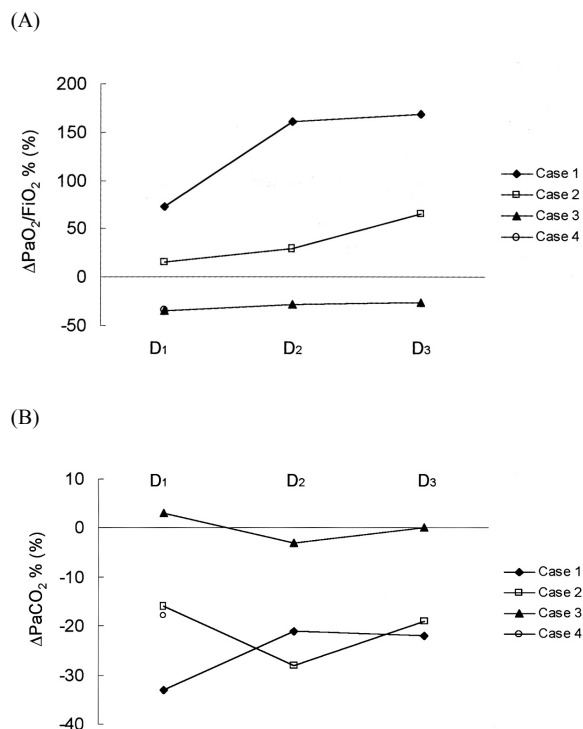 (A)
ΔPaO₂/FiO₂ % (%)
200
150
100
50
0
-50
D₁ D₂ D₃
Case 1
Case 2
Case 3
Case 4
(B)
ΔPaCO₂ % (%)
D₁ D₂ D₃
10
0
-10
-20
-30
-40
Case 1
Case 2
Case 3
Case 4